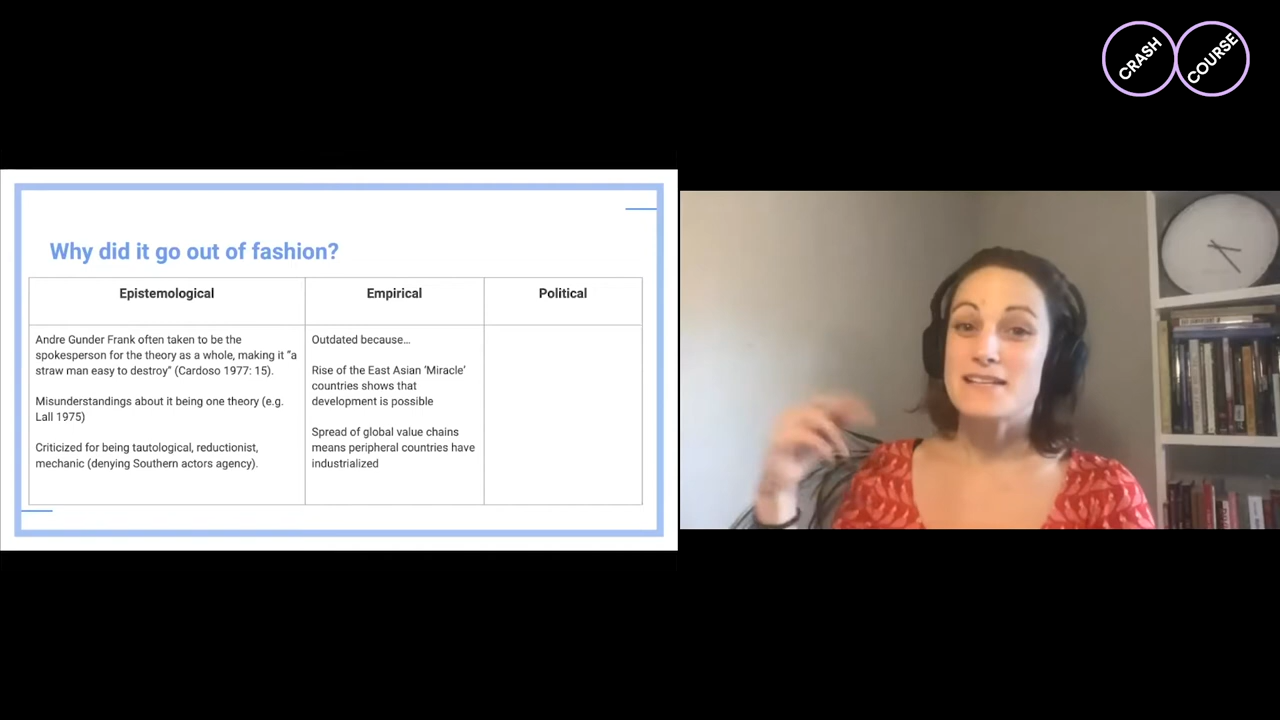 CRASH
COURSE
Why did it go out of fashion?
Epistemological
Empirical
Political
Andre Gunder Frank often taken to be the
spokesperson for the theory as a whole, making it “a
straw man easy to destroy” (Cardoso 1977: 15).
Misunderstandings about it being one theory (e.g.
Lall 1975)
Criticized for being tautological, reductionist,
mechanic (denying Southern actors agency).
Outdated because…
Rise of the East Asian ‘Miracle’
countries shows that
development is possible
Spread of global value chains
means peripheral countries have
industrialized